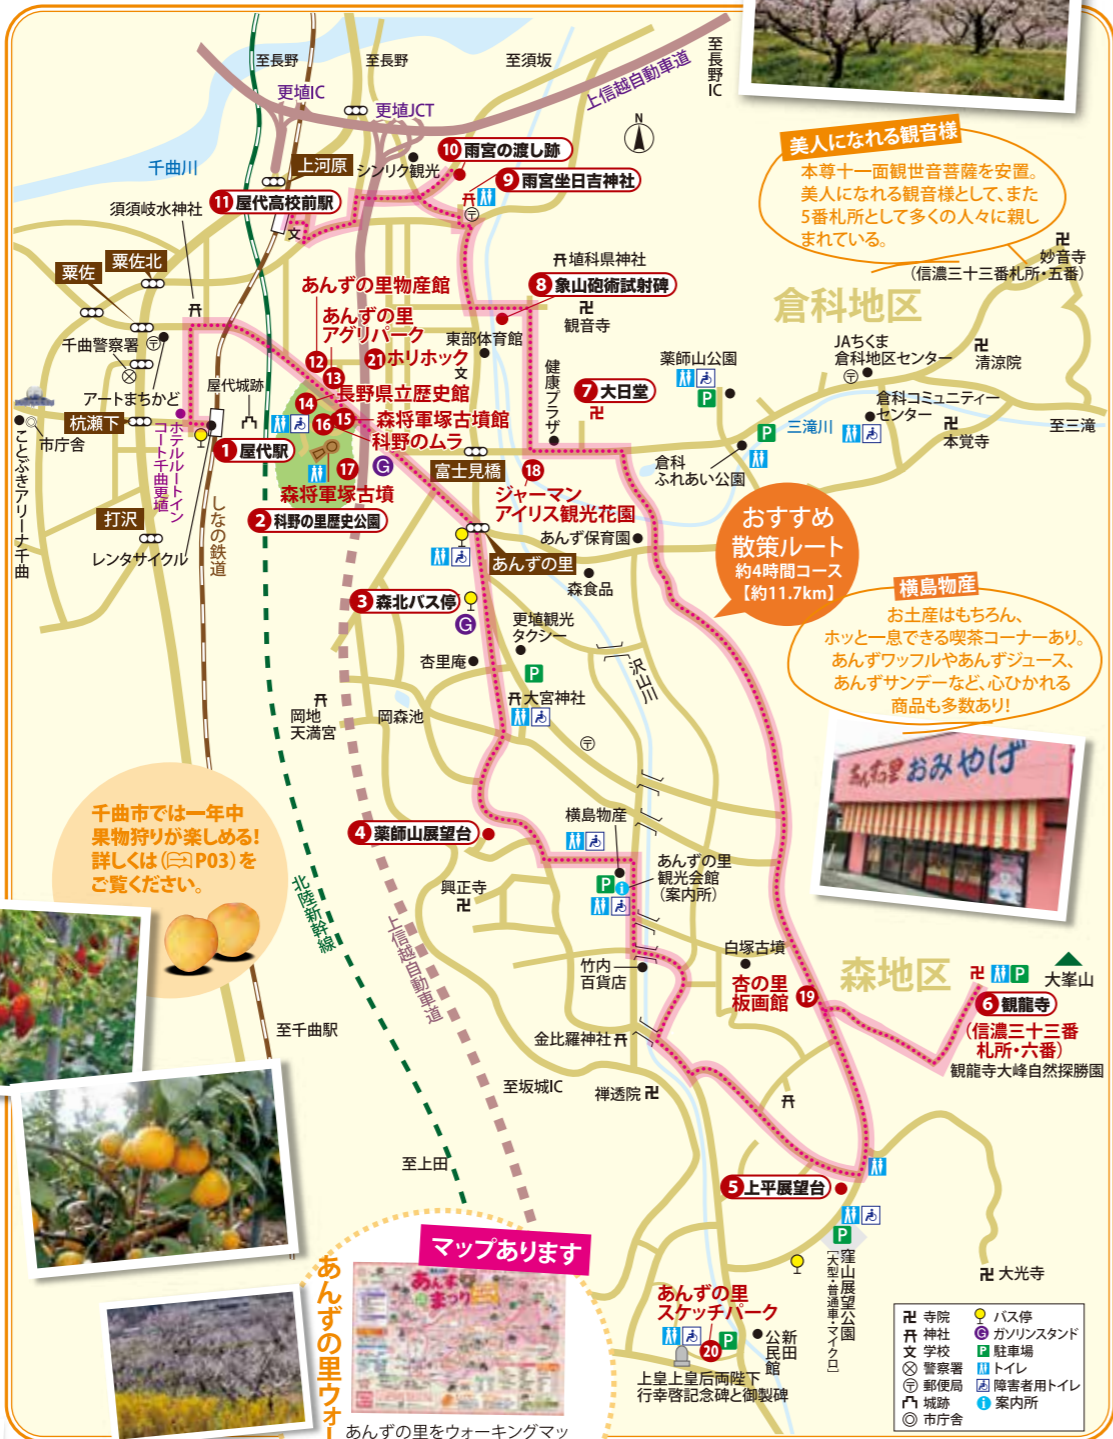 至長野
至長野
至須坂
至長野IC
上信越自動車道
更埴IC
更埴JCT
N
千曲川
上河原
シンリク観光
10 雨宮の渡し跡
9 雨宮坐日吉神社
11 屋代高校前駅
文
須須岐水神社
粟佐
粟佐北
千曲警察署
アートまちかど
屋代城跡
杭瀬下
市庁舎
ことぶきアリーナ千曲
ホテルルートイン
コート千曲更埴
1 屋代駅
打沢
レンタサイクル
しなの鉄道
美人になれる観音様
本尊十一面観世音菩薩を安置。
美人になれる観音様として、また
5番札所として多くの人々に親し
まれている。
妙音寺
(信濃三十三番札所・五番)
倉科地区
埴科県神社
8 象山砲術試射碑
観音寺
東部体育館
文
健康プラザ
7 大日堂
薬師山公園
P
JAちくま
倉科地区センター
清涼院
倉科コミュニティー
センター
本覚寺
至三滝
三滝川
P
倉科
ふれあい公園
あんずの里物産館
あんずの里
アグリパーク
12
13
21 ホリホック
14 長野県立歴史館
15 森将軍塚古墳館
16 科野のムラ
17
森将軍塚古墳
G
2 科野の里歴史公園
富士見橋
18
ジャーマン
アイリス観光花園
あんず保育園
あんずの里
森食品
おすすめ
散策ルート
約4時間コース
【約11.7km】
3 森北バス停
G
更埴観光
タクシー
杏里庵
P
大宮神社
沢山川
岡地
天満宮
岡森池
横島物産
お土産はもちろん、
ホッと一息できる喫茶コーナーあり。
あんずワッフルやあんずジュース、
あんずサンデーなど、心ひかれる
商品も多数あり!
あんずの里 おみやげ
千曲市では一年中
果物狩りが楽しめる!
詳しくは(P03)を
ご覧ください。
4 薬師山展望台
横島物産
あんずの里
観光会館
(案内所)
P
興正寺
北陸新幹線
上信越自動車道
竹内
百貨店
白塚古墳
杏の里
板画館
19
森地区
P
大峯山
6 観龍寺
(信濃三十三番
札所・六番)
観龍寺大峰自然探勝園
至千曲駅
金比羅神社
至坂城IC
禅透院
至上田
5 上平展望台
P
窪山展望公園
[大型・普通車・マイクロ]
大光寺
あんずの里
スケッチパーク
20
P
新田
公民館
上皇上皇后両陛下
行幸啓記念碑と御製碑
マップあります
あんず
まつり
あんずの里ウォー
あんずの里をウォーキングマッ
寺院
神社
文 学校
警察署
郵便局
城跡
市庁舎
バス停
G ガソリンスタンド
P 駐車場
トイレ
障害者用トイレ
案内所